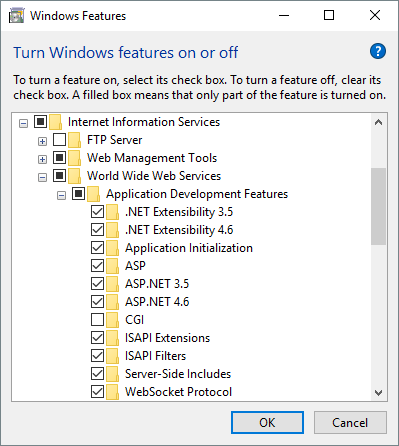 Windows Features
Turn Windows features on or off
To turn a feature on, select its check box. To turn a feature off, clear its
check box. A filled box means that only part of the feature is turned on.
Internet Information Services
FTP Server
Web Management Tools
World Wide Web Services
Application Development Features
.NET Extensibility 3.5
.NET Extensibility 4.6
Application Initialization
ASP
ASP.NET 3.5
ASP.NET 4.6
CGI
ISAPI Extensions
ISAPI Filters
Server-Side Includes
WebSocket Protocol
OK
Cancel